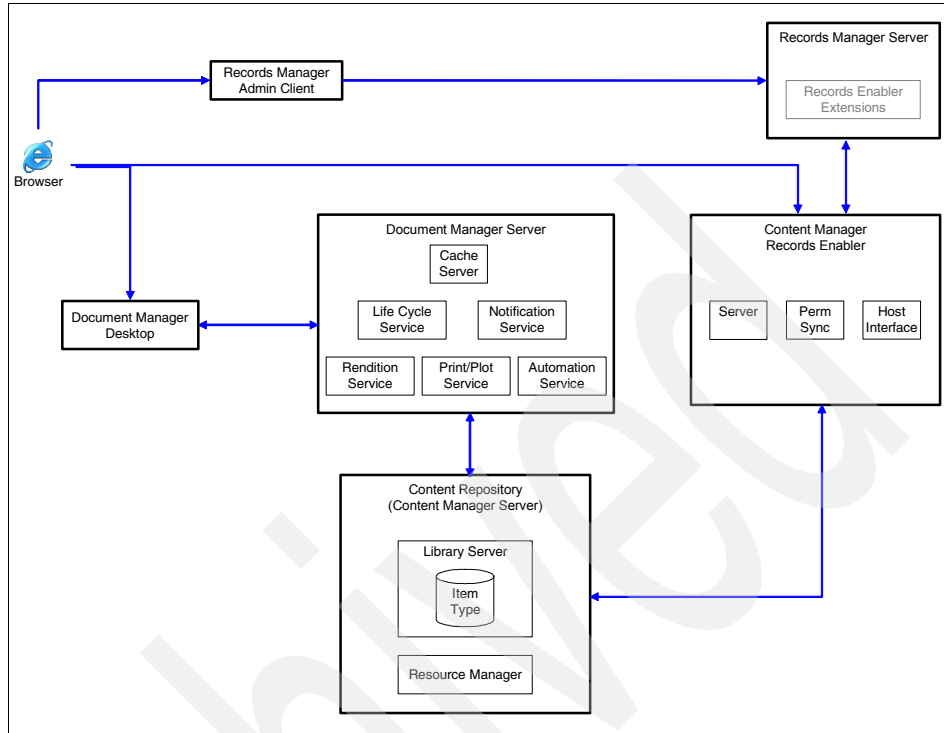 Records Manager Server
Records Manager
Admin Client
Records Enabler
Extensions
Browser
Document Manager Server
Cache
Server
Content Manager
Records Enabler
Life Cycle
Service
Notification
Service
Server
Perm
Sync
Host
Interface
Document Manager
Desktop
Rendition
Service
Print/Plot
Service
Automation
Service
Content Repository
(Content Manager Server)
Library Server
Item
Type
Resource Manager
hived